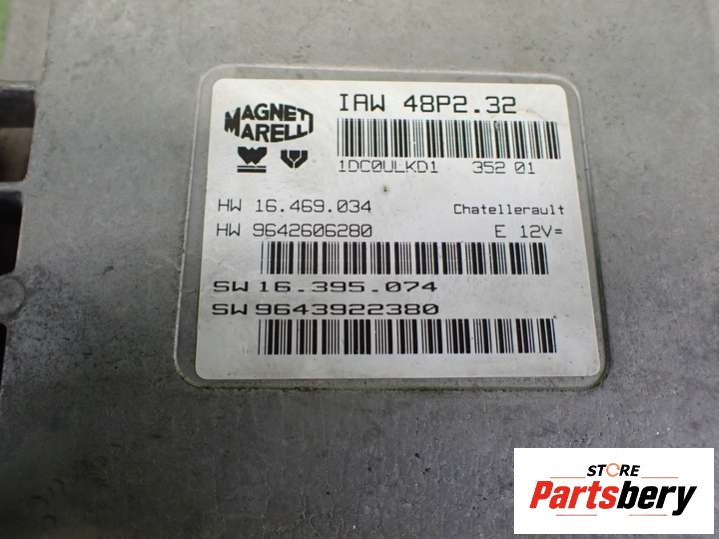 MAGNETI
MARELLI
IAW 48P2.32
1DC0ULKD1 352 01
HW 16.469.034 Chatellerault
HW 9642606280 E 12V=
SW 16.395.074
SW 9643922380
STORE
Partsbery